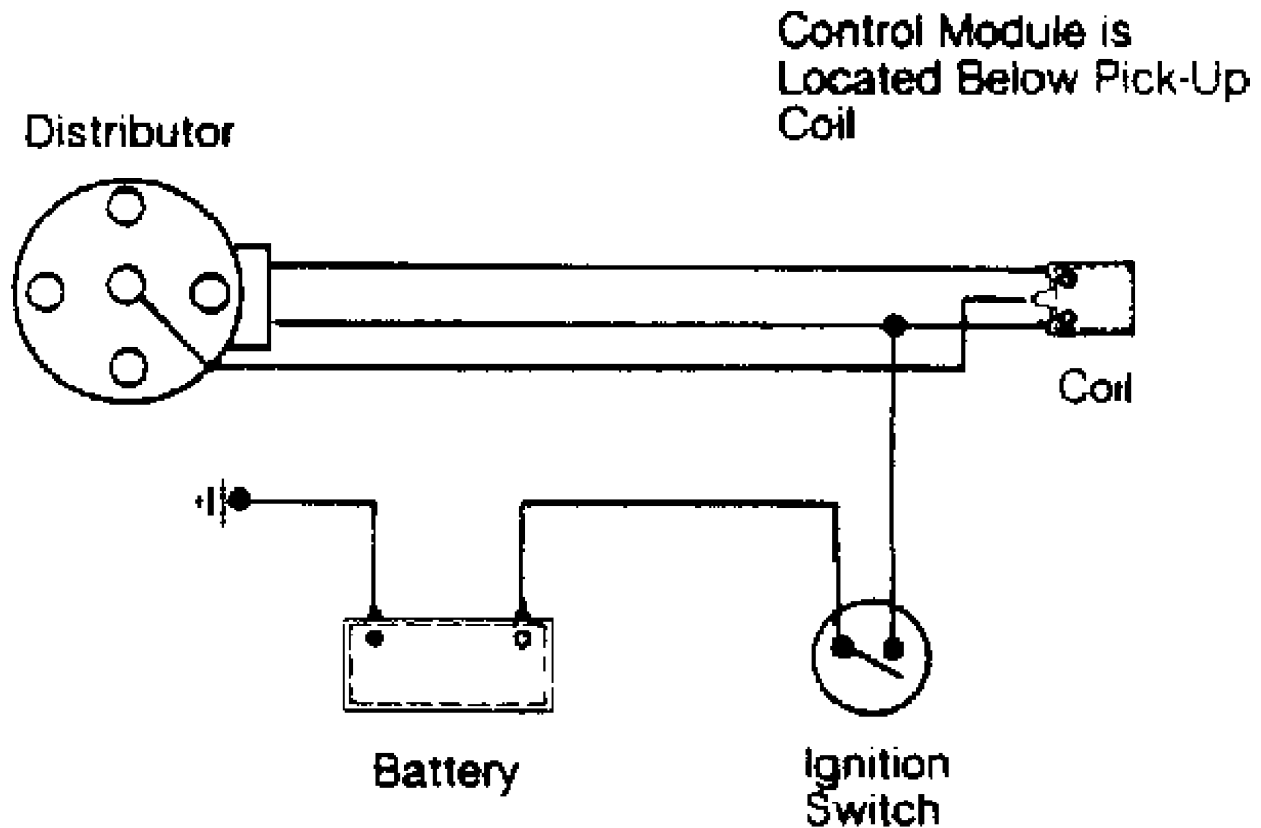 Control Module is
Located Below Pick-Up
Coil
Distributor
Coil
Battery
Ignition
Switch